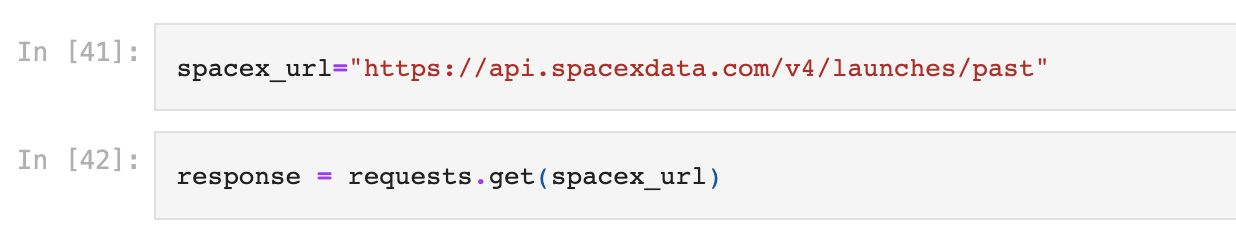 In [41]: spacex_url="https://api.spacexdata.com/v4/launches/past"
In [42]: response = requests.get(spacex_url)